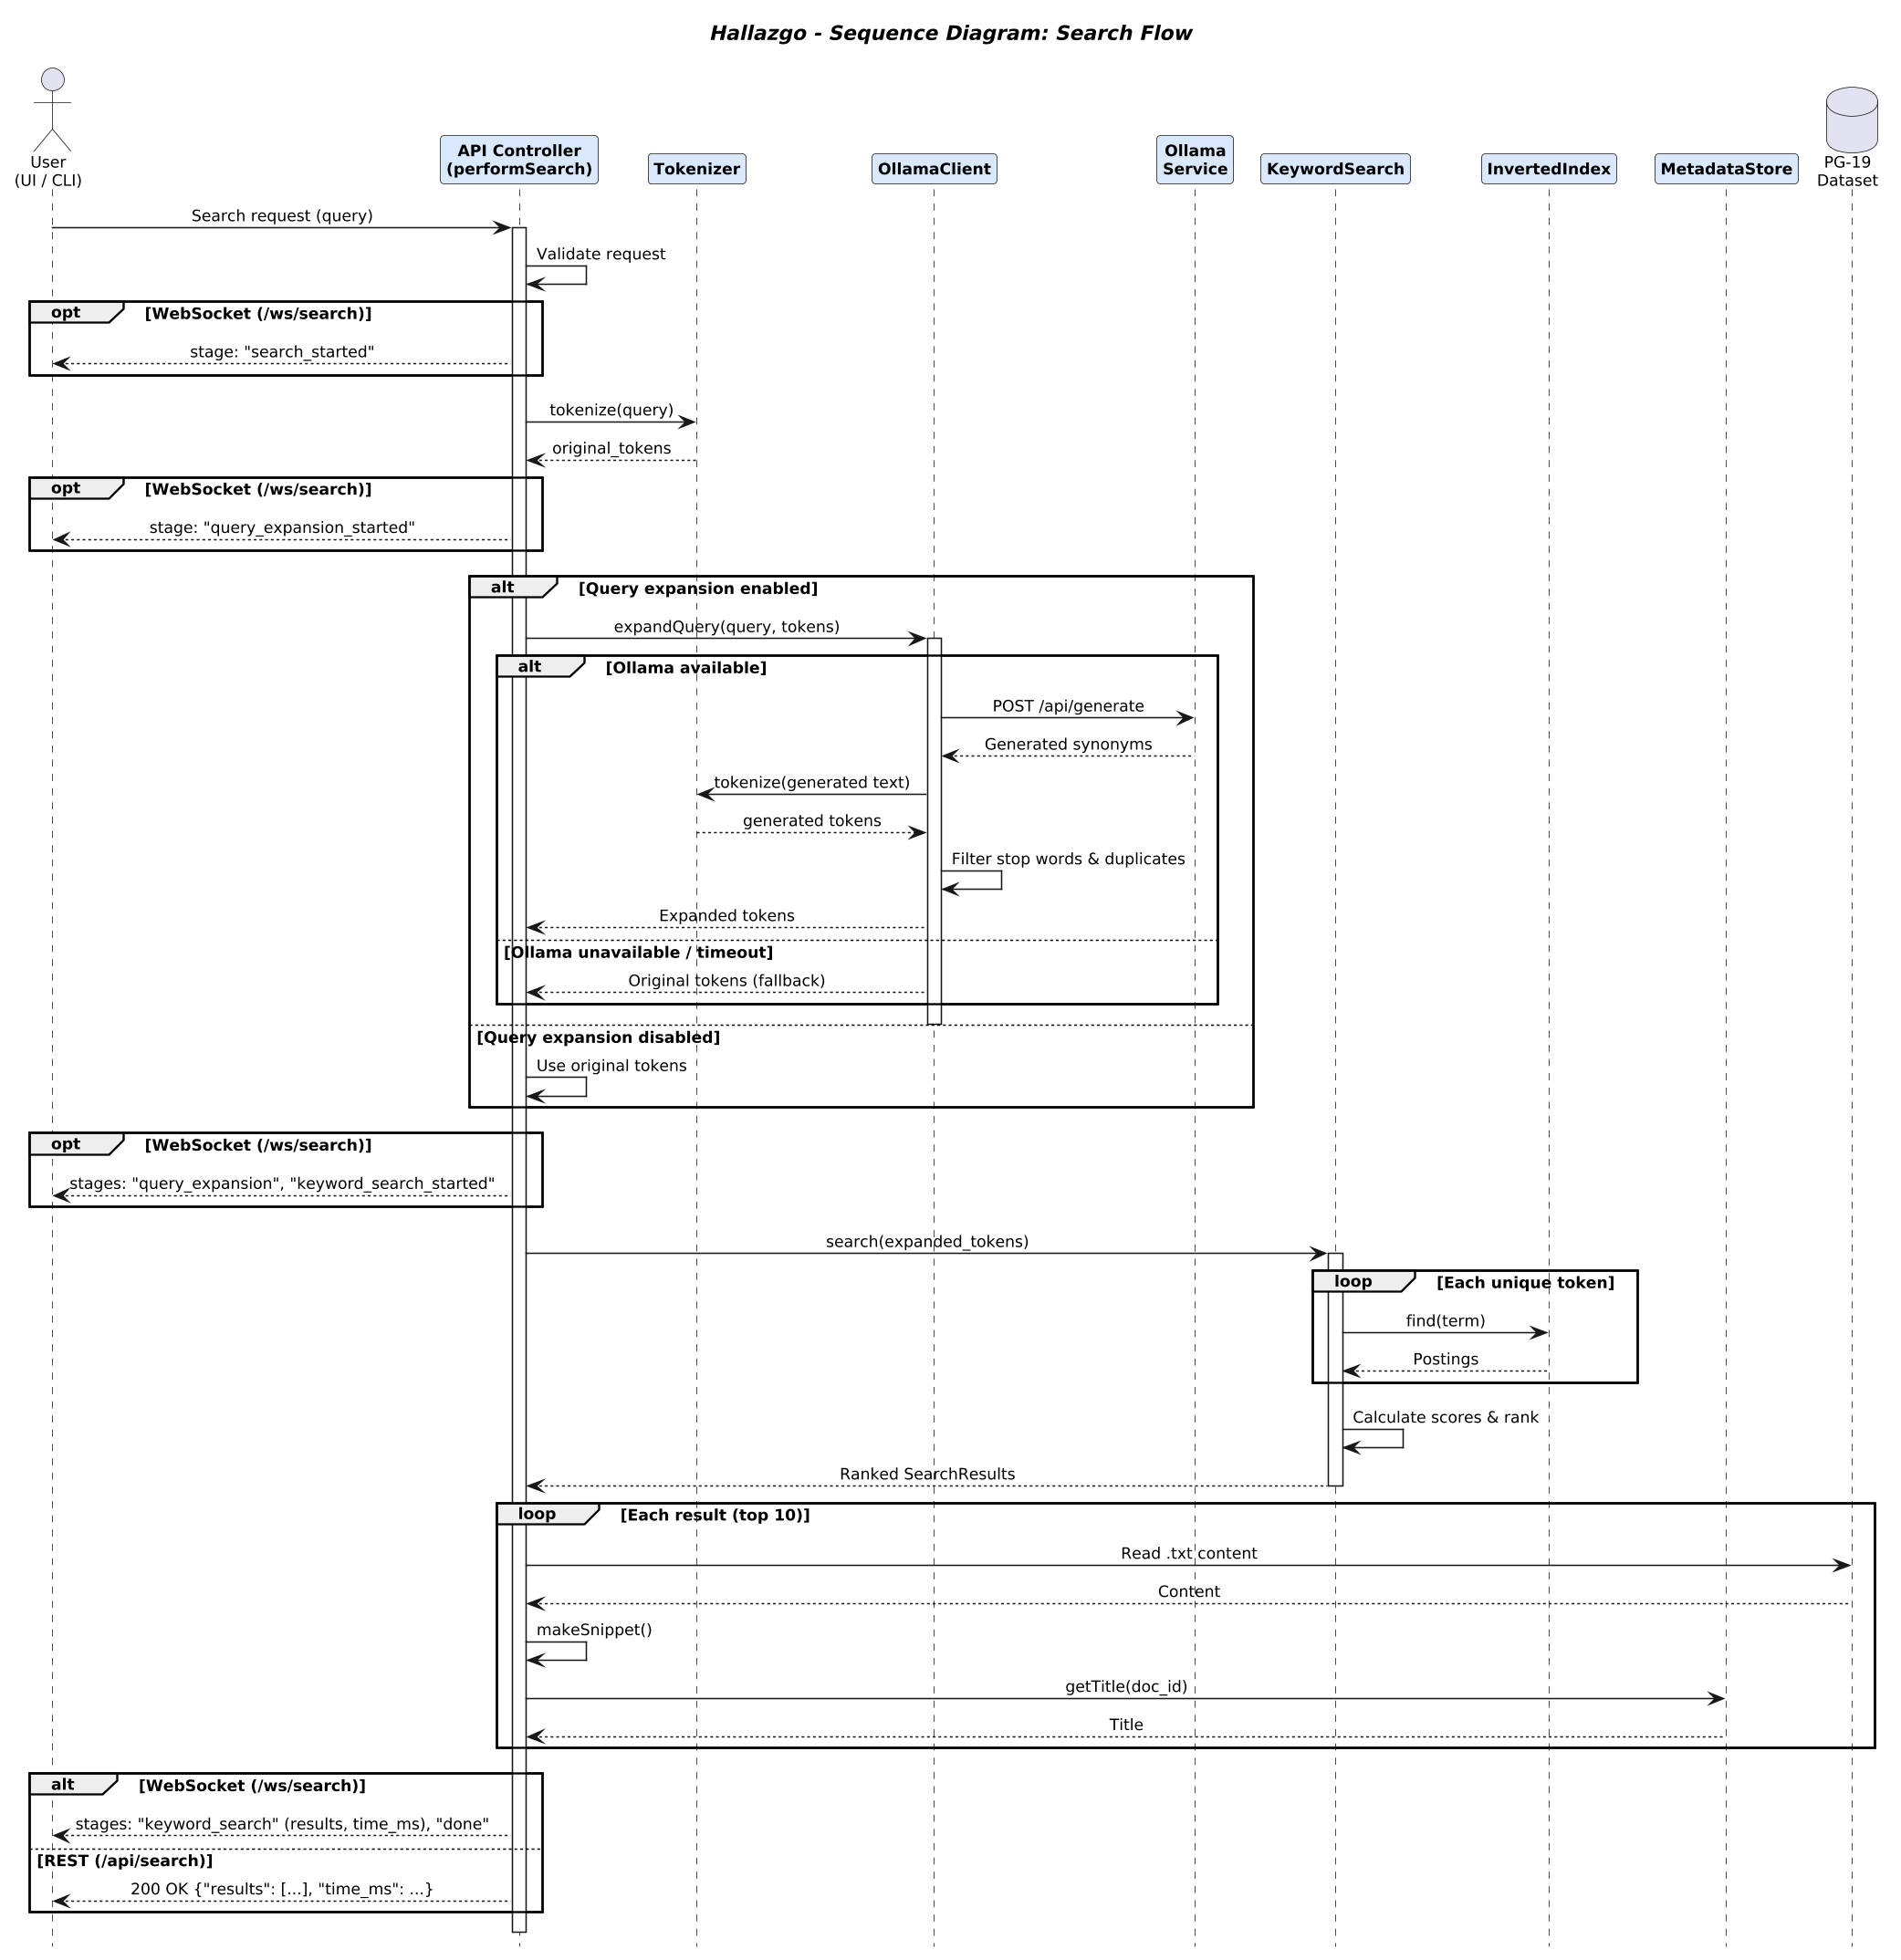 Hallazgo - Sequence Diagram: Search Flow
User
(UI / CLI)
API Controller
(performSearch)
Tokenizer
OllamaClient
Ollama
Service
KeywordSearch
InvertedIndex
MetadataStore
PG-19
Dataset
Search request (query)
Validate request
opt [WebSocket (/ws/search)]
stage: "search_started"
tokenize(query)
original_tokens
opt [WebSocket (/ws/search)]
stage: "query_expansion_started"
alt [Query expansion enabled]
expandQuery(query, tokens)
alt [Ollama available]
POST /api/generate
Generated synonyms
tokenize(generated text)
generated tokens
Filter stop words & duplicates
Expanded tokens
[Ollama unavailable / timeout]
Original tokens (fallback)
[Query expansion disabled]
Use original tokens
opt [WebSocket (/ws/search)]
stages: "query_expansion", "keyword_search_started"
search(expanded_tokens)
loop [Each unique token]
find(term)
Postings
Calculate scores & rank
Ranked SearchResults
loop [Each result (top 10)]
Read .txt content
Content
makeSnippet()
getTitle(doc_id)
Title
alt [WebSocket (/ws/search)]
stages: "keyword_search" (results, time_ms), "done"
[REST (/api/search)]
200 OK {"results": [...], "time_ms": ...}